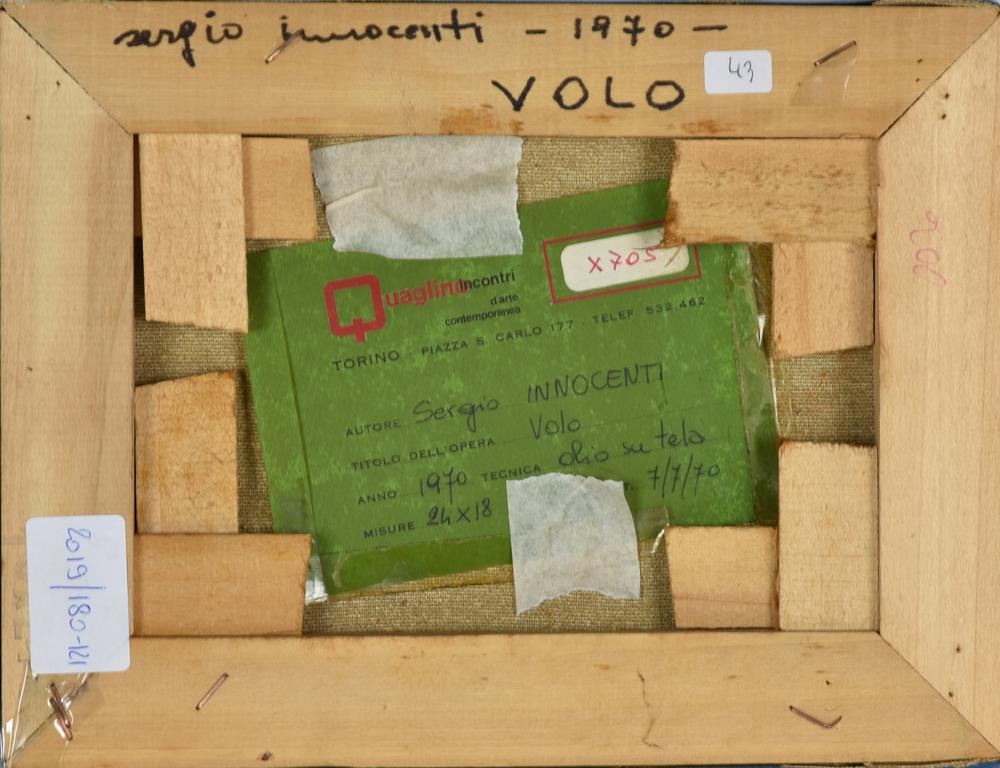 sergio innocenti - 1970 -
VOLO
43
X705
Quaglino incontri
d'arte
contemporanea
TORINO · PIAZZA S. CARLO 177 · TELEF. 532.462
AUTORE Sergio INNOCENTI
TITOLO DELL'OPERA Volo
ANNO 1970 TECNICA olio su tela
MISURE 24X18 7/7/70
2019/180-121